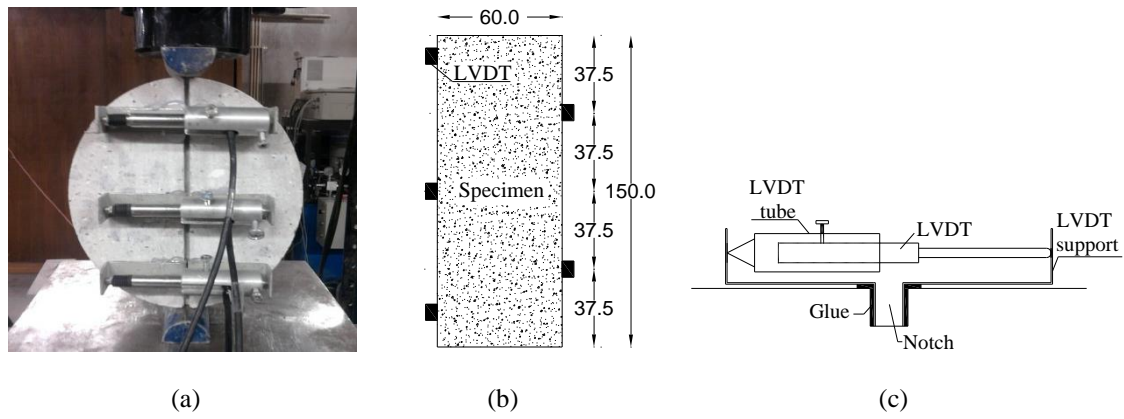 60.0
LVDT
37.5
37.5
Specimen
150.0
37.5
37.5
LVDT
tube
LVDT
LVDT
support
Glue
Notch
(a)
(b)
(c)